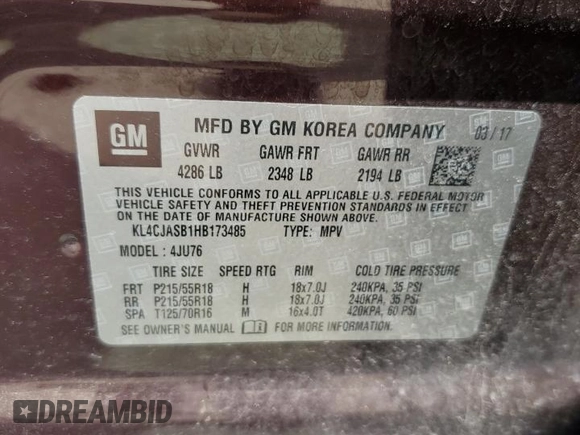 GM
MFD BY GM KOREA COMPANY 03/17
GVWR GAWR FRT GAWR RR
4286 LB 2348 LB 2194 LB
THIS VEHICLE CONFORMS TO ALL APPLICABLE U.S. FEDERAL MOTOR
VEHICLE SAFETY AND THEFT PREVENTION STANDARDS IN EFFECT ON
THE DATE OF MANUFACTURE SHOWN ABOVE.
KL4CJASB1HB173485 TYPE: MPV
MODEL: 4JU76
TIRE SIZE SPEED RTG RIM COLD TIRE PRESSURE
FRT P215/55R18 H 18x7.0J 240KPA, 35 PSI
RR P215/55R18 H 18x7.0J 240KPA, 35 PSI
SPA T125/70R16 M 16x4.0T 420KPA, 60 PSI
SEE OWNER'S MANUAL FOR MORE INFORMATION.
DREAMBID